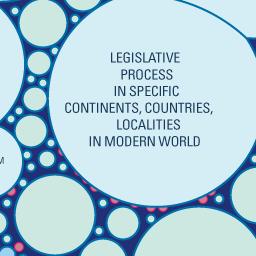 LEGISLATIVE
PROCESS
IN SPECIFIC
CONTINENTS, COUNTRIES,
LOCALITIES
IN MODERN WORLD